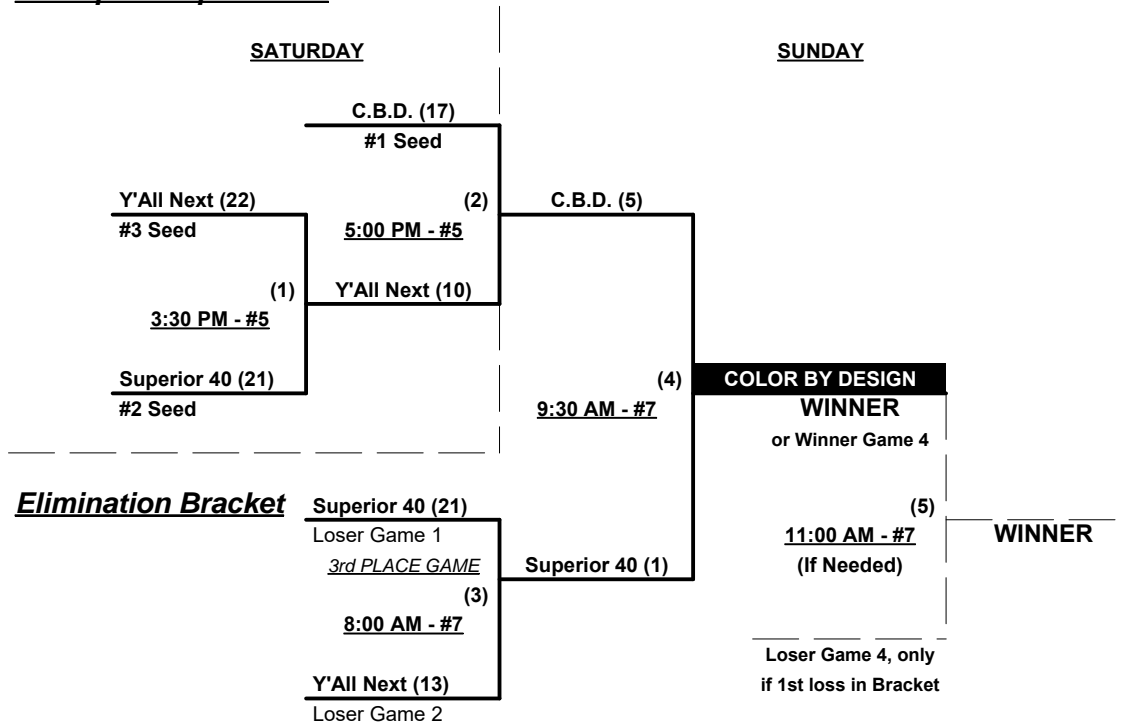 SATURDAY
SUNDAY
C.B.D. (17)
#1 Seed
Y'All Next (22)
(2)
C.B.D. (5)
#3 Seed
5:00 PM - #5
(1)
Y'All Next (10)
3:30 PM - #5
Superior 40 (21)
(4)
COLOR BY DESIGN
#2 Seed
9:30 AM - #7
WINNER
or Winner Game 4
Elimination Bracket
Superior 40 (21)
(5)
Loser Game 1
11:00 AM - #7
WINNER
3rd PLACE GAME
Superior 40 (1)
(If Needed)
(3)
8:00 AM - #7
Loser Game 4, only
if 1st loss in Bracket
Y'All Next (13)
Loser Game 2